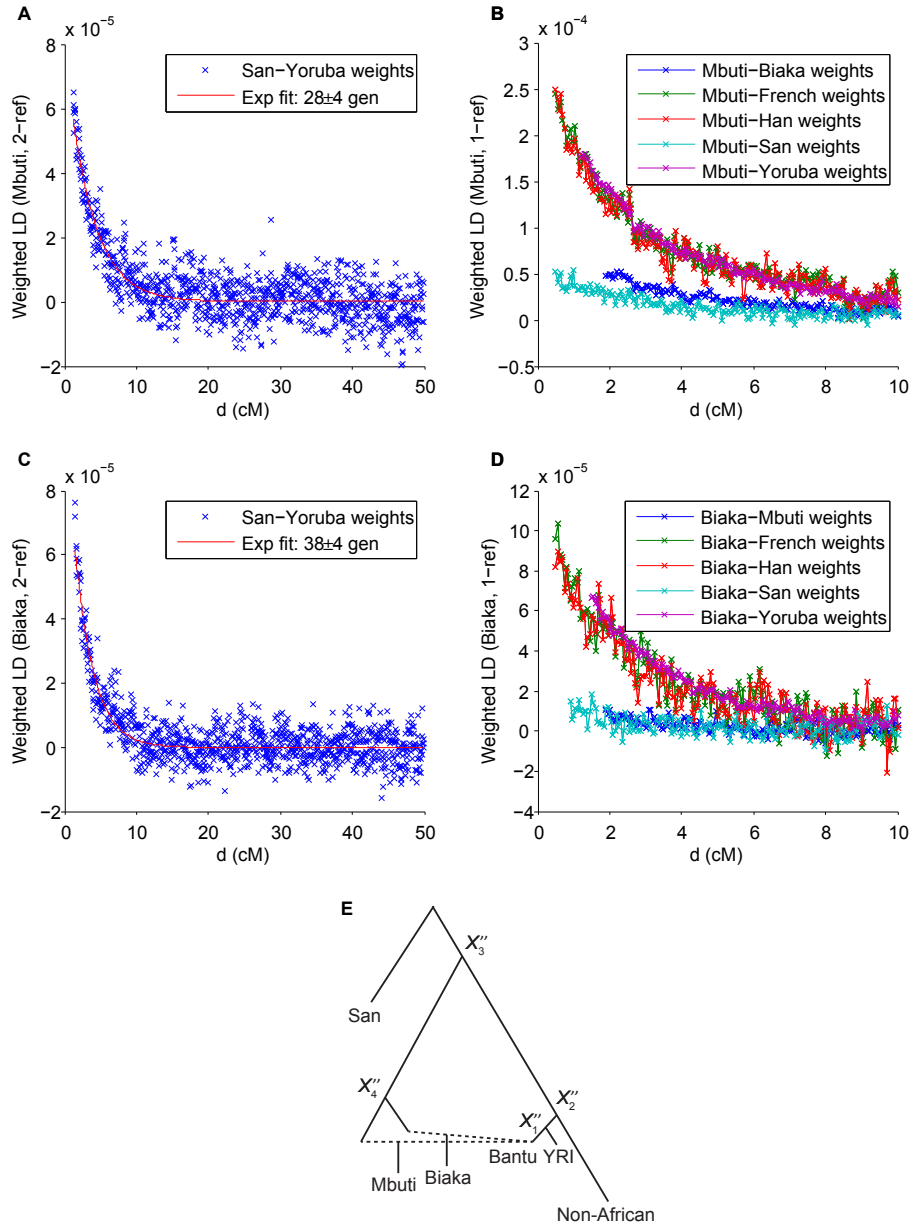 A
x 10−5
8
6
4
2
0
−2
0 10 20 30 40 50
d (cM)
Weighted LD (Mbuti, 2−ref)
San−Yoruba weights
Exp fit: 28±4 gen
B
x 10−4
3
2.5
2
1.5
1
0.5
0
−0.5
0 2 4 6 8 10
d (cM)
Weighted LD (Mbuti, 1−ref)
Mbuti−Biaka weights
Mbuti−French weights
Mbuti−Han weights
Mbuti−San weights
Mbuti−Yoruba weights
C
x 10−5
8
6
4
2
0
−2
0 10 20 30 40 50
d (cM)
Weighted LD (Biaka, 2−ref)
San−Yoruba weights
Exp fit: 38±4 gen
D
x 10−5
12
10
8
6
4
2
0
−2
−4
0 2 4 6 8 10
d (cM)
Weighted LD (Biaka, 1−ref)
Biaka−Mbuti weights
Biaka−French weights
Biaka−Han weights
Biaka−San weights
Biaka−Yoruba weights
E
X″3
San
X″4
X″1
X″2
Bantu YRI
Biaka
Mbuti
Non-African